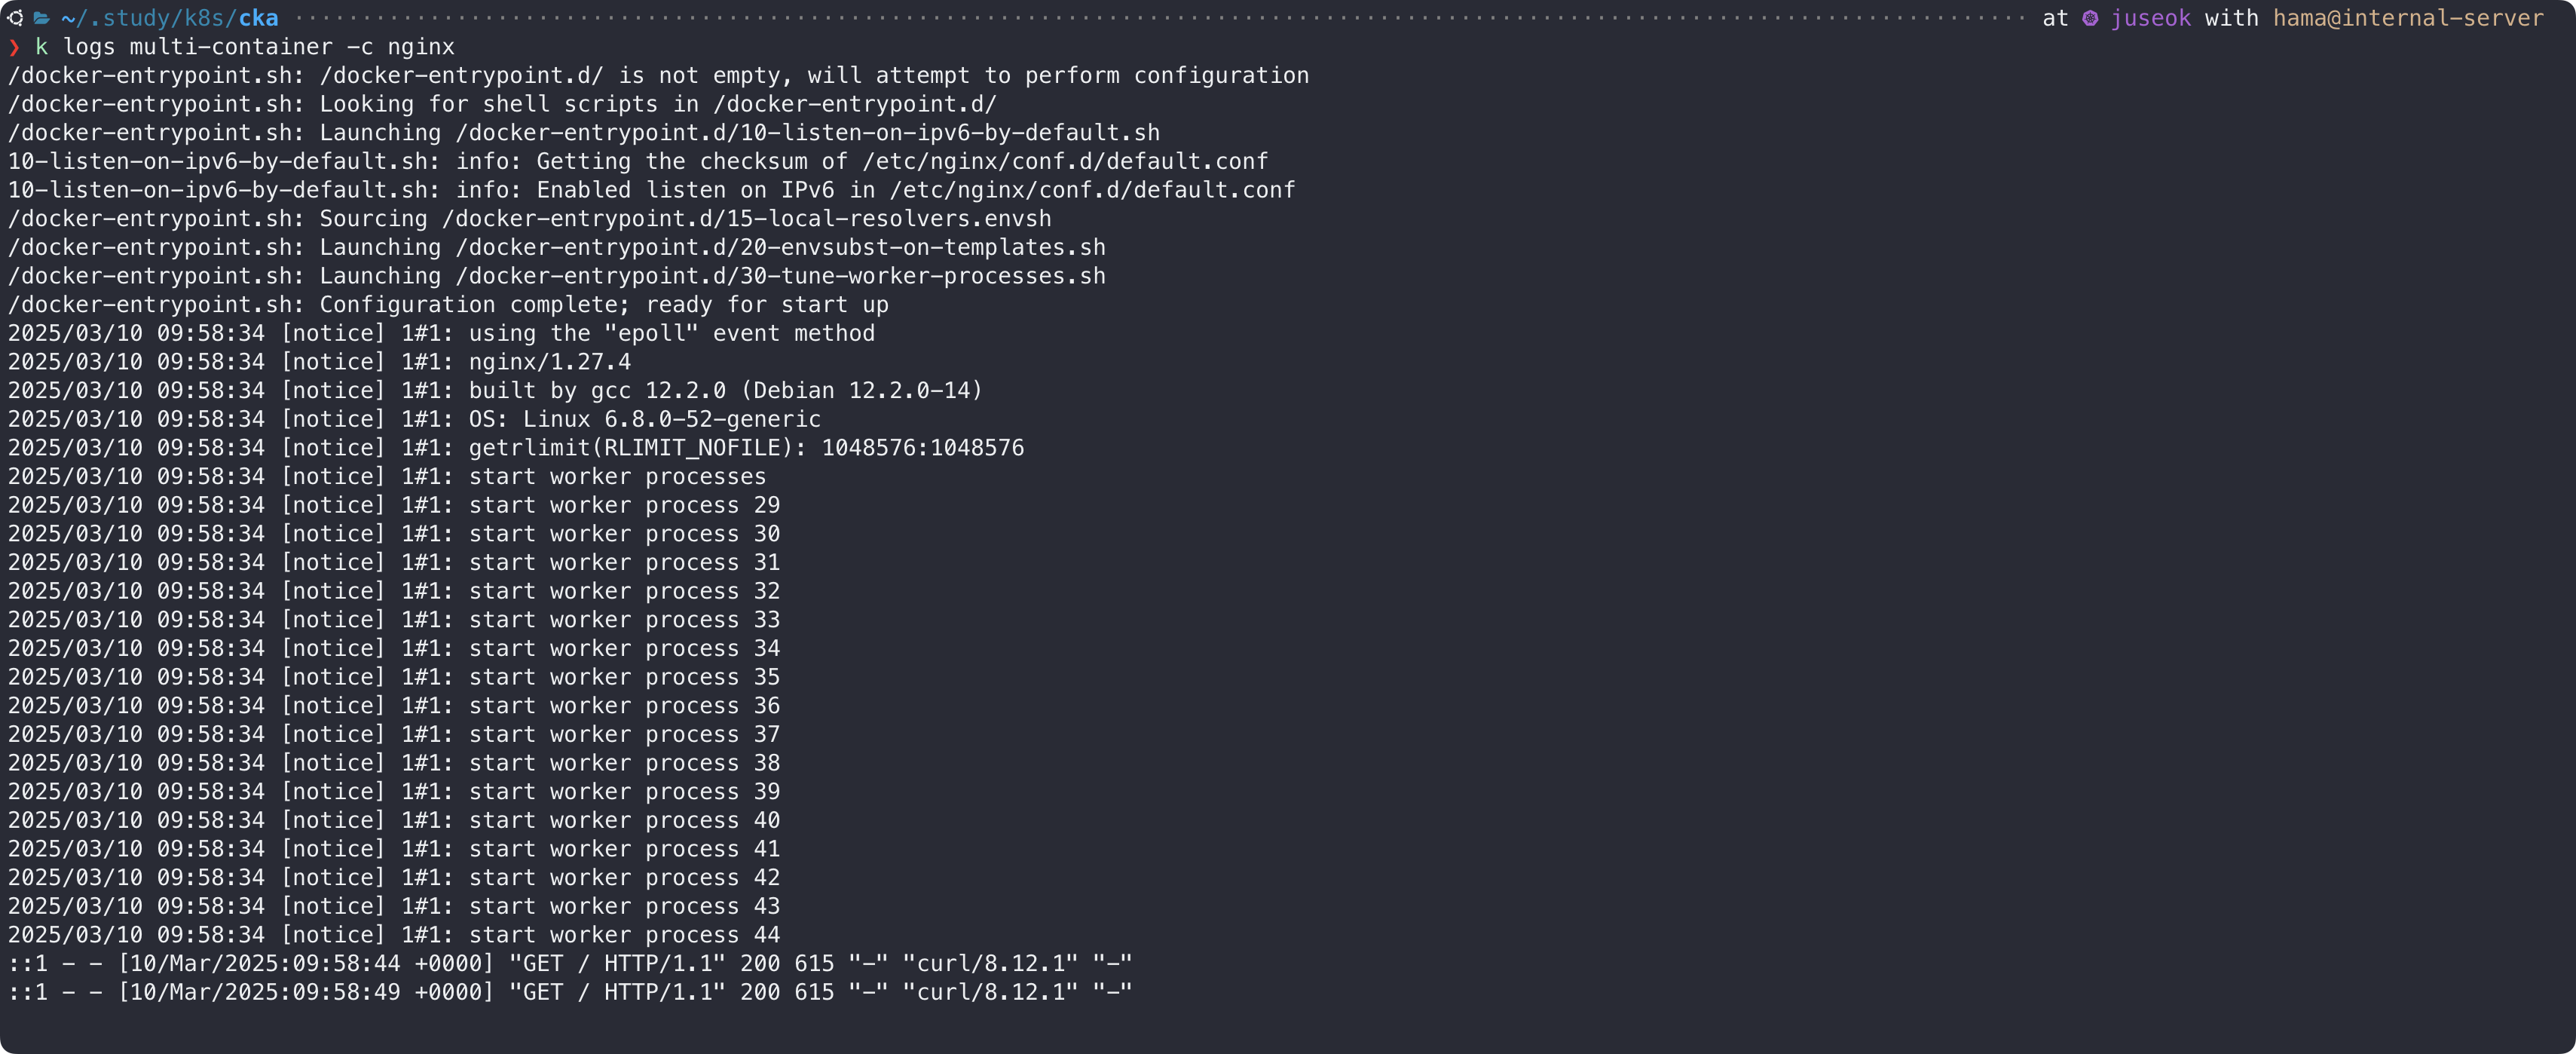 ~/.study/k8s/cka at juseok with hama@internal-server
❯ k logs multi-container -c nginx
/docker-entrypoint.sh: /docker-entrypoint.d/ is not empty, will attempt to perform configuration
/docker-entrypoint.sh: Looking for shell scripts in /docker-entrypoint.d/
/docker-entrypoint.sh: Launching /docker-entrypoint.d/10-listen-on-ipv6-by-default.sh
10-listen-on-ipv6-by-default.sh: info: Getting the checksum of /etc/nginx/conf.d/default.conf
10-listen-on-ipv6-by-default.sh: info: Enabled listen on IPv6 in /etc/nginx/conf.d/default.conf
/docker-entrypoint.sh: Sourcing /docker-entrypoint.d/15-local-resolvers.envsh
/docker-entrypoint.sh: Launching /docker-entrypoint.d/20-envsubst-on-templates.sh
/docker-entrypoint.sh: Launching /docker-entrypoint.d/30-tune-worker-processes.sh
/docker-entrypoint.sh: Configuration complete; ready for start up
2025/03/10 09:58:34 [notice] 1#1: using the "epoll" event method
2025/03/10 09:58:34 [notice] 1#1: nginx/1.27.4
2025/03/10 09:58:34 [notice] 1#1: built by gcc 12.2.0 (Debian 12.2.0-14)
2025/03/10 09:58:34 [notice] 1#1: OS: Linux 6.8.0-52-generic
2025/03/10 09:58:34 [notice] 1#1: getrlimit(RLIMIT_NOFILE): 1048576:1048576
2025/03/10 09:58:34 [notice] 1#1: start worker processes
2025/03/10 09:58:34 [notice] 1#1: start worker process 29
2025/03/10 09:58:34 [notice] 1#1: start worker process 30
2025/03/10 09:58:34 [notice] 1#1: start worker process 31
2025/03/10 09:58:34 [notice] 1#1: start worker process 32
2025/03/10 09:58:34 [notice] 1#1: start worker process 33
2025/03/10 09:58:34 [notice] 1#1: start worker process 34
2025/03/10 09:58:34 [notice] 1#1: start worker process 35
2025/03/10 09:58:34 [notice] 1#1: start worker process 36
2025/03/10 09:58:34 [notice] 1#1: start worker process 37
2025/03/10 09:58:34 [notice] 1#1: start worker process 38
2025/03/10 09:58:34 [notice] 1#1: start worker process 39
2025/03/10 09:58:34 [notice] 1#1: start worker process 40
2025/03/10 09:58:34 [notice] 1#1: start worker process 41
2025/03/10 09:58:34 [notice] 1#1: start worker process 42
2025/03/10 09:58:34 [notice] 1#1: start worker process 43
2025/03/10 09:58:34 [notice] 1#1: start worker process 44
::1 - - [10/Mar/2025:09:58:44 +0000] "GET / HTTP/1.1" 200 615 "-" "curl/8.12.1" "-"
::1 - - [10/Mar/2025:09:58:49 +0000] "GET / HTTP/1.1" 200 615 "-" "curl/8.12.1" "-"